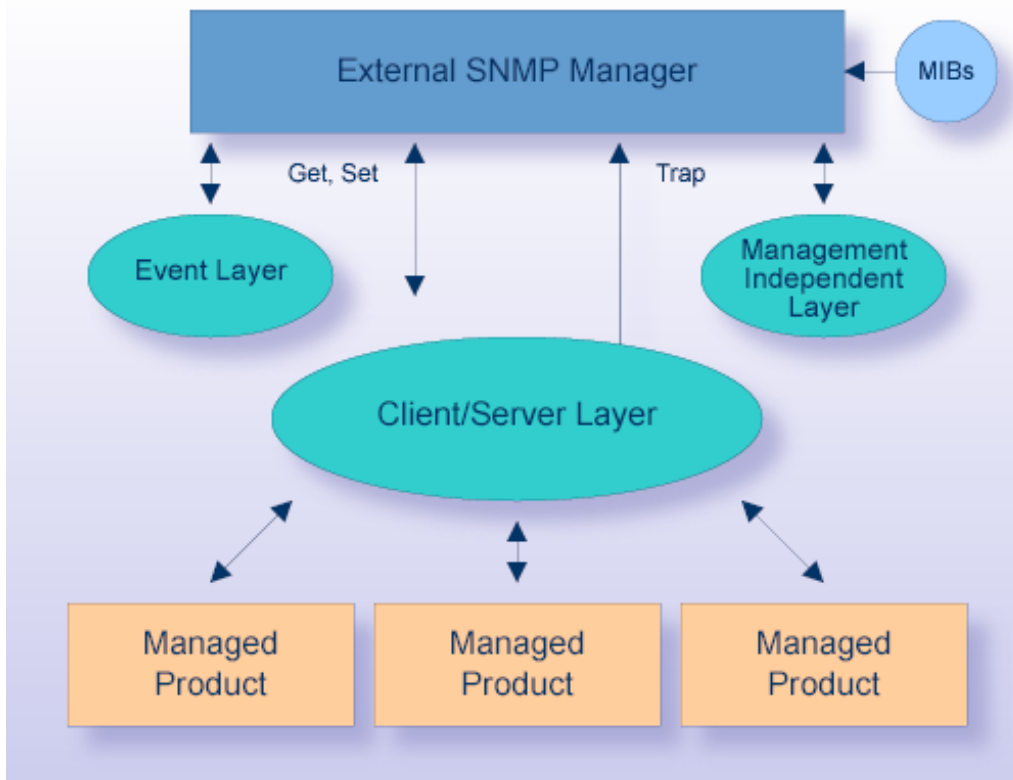 External SNMP Manager
MIBs
Get, Set
Trap
Event Layer
Management
Independent
Layer
Client/Server Layer
Managed
Product
Managed
Product
Managed
Product